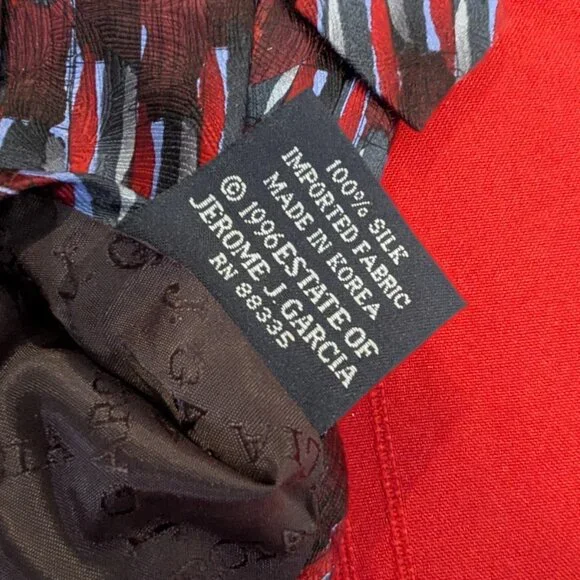 100% SILK
IMPORTED FABRIC
MADE IN KOREA
© 1996 ESTATE OF
JEROME J. GARCIA
RN 88335